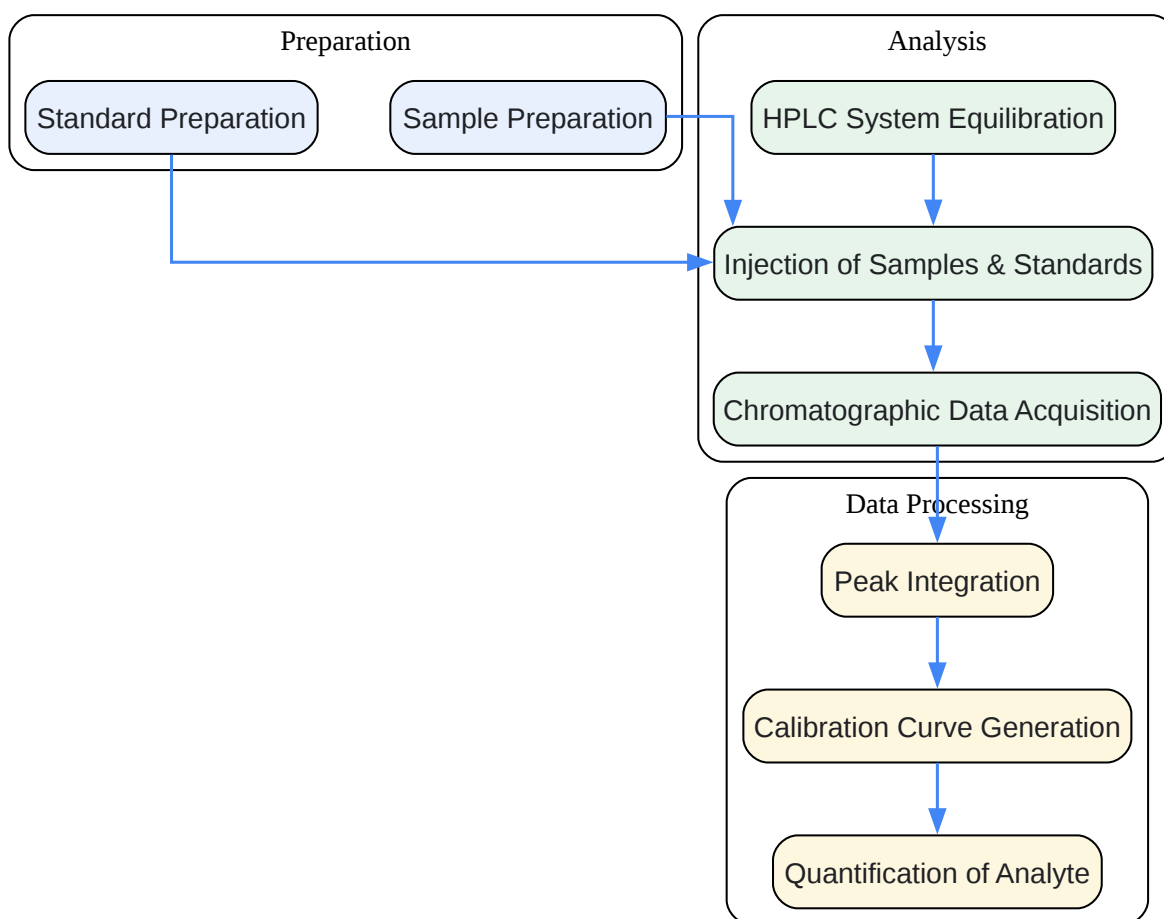 Preparation
Standard Preparation
Sample Preparation
Analysis
HPLC System Equilibration
Injection of Samples & Standards
Chromatographic Data Acquisition
Data Processing
Peak Integration
Calibration Curve Generation
Quantification of Analyte